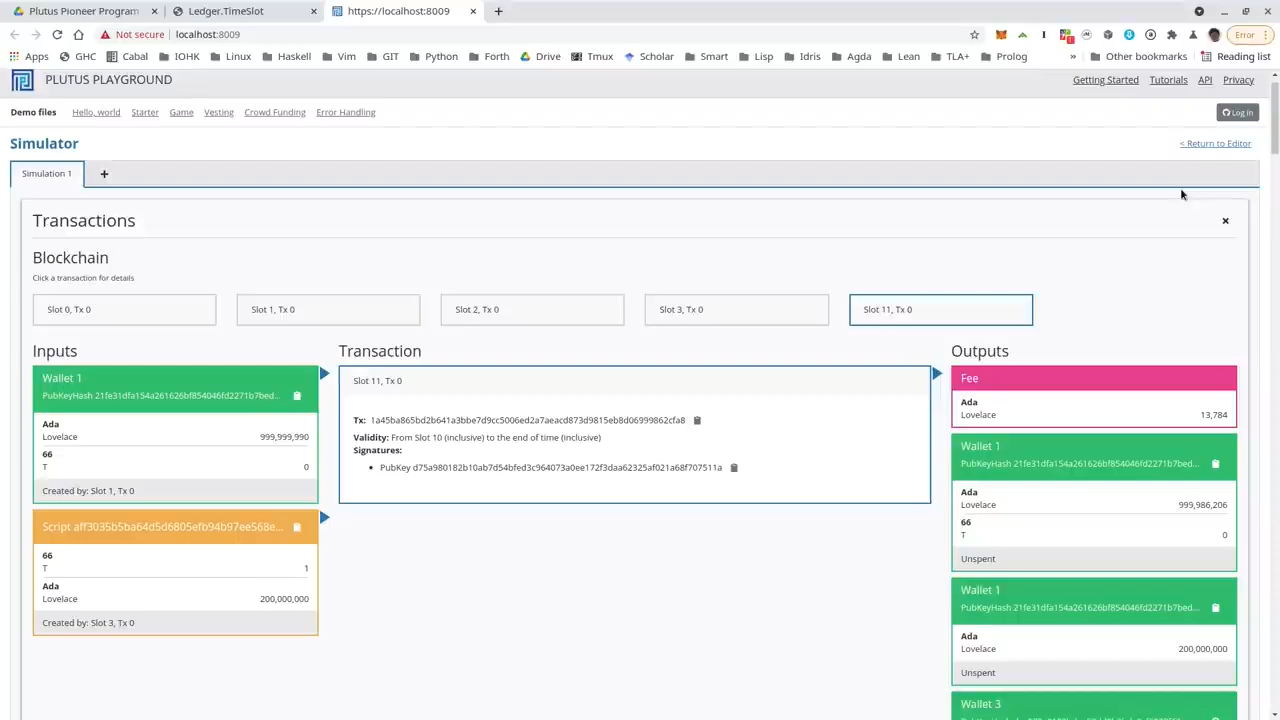 Plutus Pioneer Program
Ledger.TimeSlot
https://localhost:8009
Not secure
localhost:8009
Error
Apps
GHC
Cabal
IOHK
Linux
Haskell
Vim
GIT
Python
Forth
Drive
Tmux
Scholar
Smart
Lisp
Idris
Agda
Lean
TLA+
Prolog
»
Other bookmarks
Reading list
PLUTUS PLAYGROUND
Getting Started
Tutorials
API
Privacy
Demo files
Hello, world
Starter
Game
Vesting
Crowd Funding
Error Handling
Log In
Simulator
< Return to Editor
Simulation 1
+
Transactions
Blockchain
Click a transaction for details
Slot 0, Tx 0
Slot 1, Tx 0
Slot 2, Tx 0
Slot 3, Tx 0
Slot 11, Tx 0
Inputs
Wallet 1
PubKeyHash 21fe31dfa154a261626bf854046fd2271b7bed...
Ada
Lovelace 999,999,990
66
T 0
Created by: Slot 1, Tx 0
Script aff3035b5ba64d5d6805efb94b97ee568e...
66
T 1
Ada
Lovelace 200,000,000
Created by: Slot 3, Tx 0
Transaction
Slot 11, Tx 0
Tx: 1a45ba865bd2b641a3bbe7d9cc5006ed2a7aeacd873d9815eb8d06999862cfa8
Validity: From Slot 10 (inclusive) to the end of time (inclusive)
Signatures:
PubKey d75a980182b10ab7d54bfed3c964073a0ee172f3daa62325af021a68f707511a
Outputs
Fee
Ada
Lovelace 13,784
Wallet 1
PubKeyHash 21fe31dfa154a261626bf854046fd2271b7bed...
Ada
Lovelace 999,986,206
66
T 0
Unspent
Wallet 1
PubKeyHash 21fe31dfa154a261626bf854046fd2271b7bed...
Ada
Lovelace 200,000,000
Unspent
Wallet 3